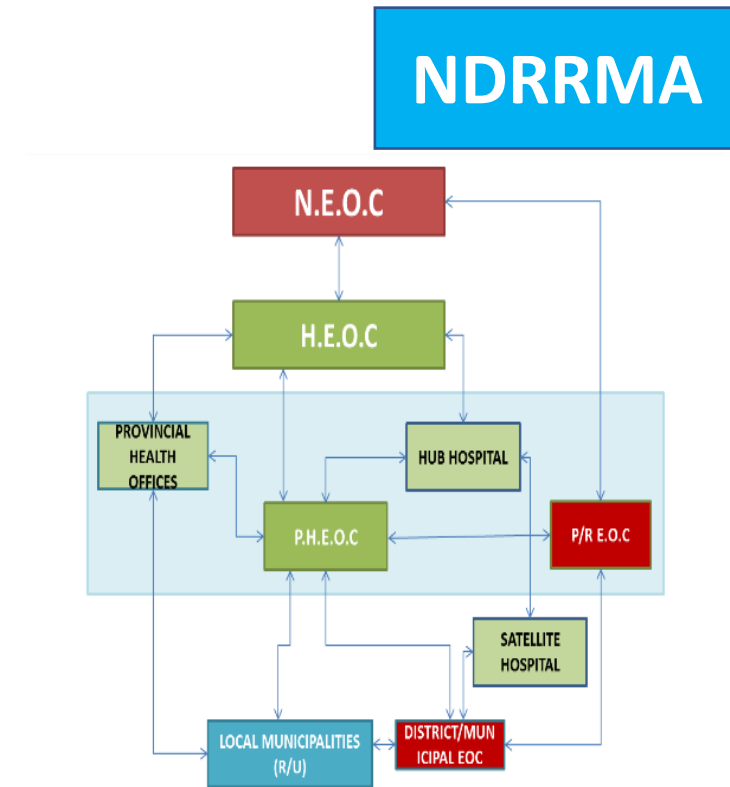 NDRRMA
N.E.O.C
H.E.O.C
PROVINCIAL
HEALTH
OFFICES
HUB HOSPITAL
P.H.E.O.C
P/R E.O.C
SATELLITE
HOSPITAL
LOCAL MUNICIPALITIES
(R/U)
DISTRICT/MUN
ICIPAL EOC